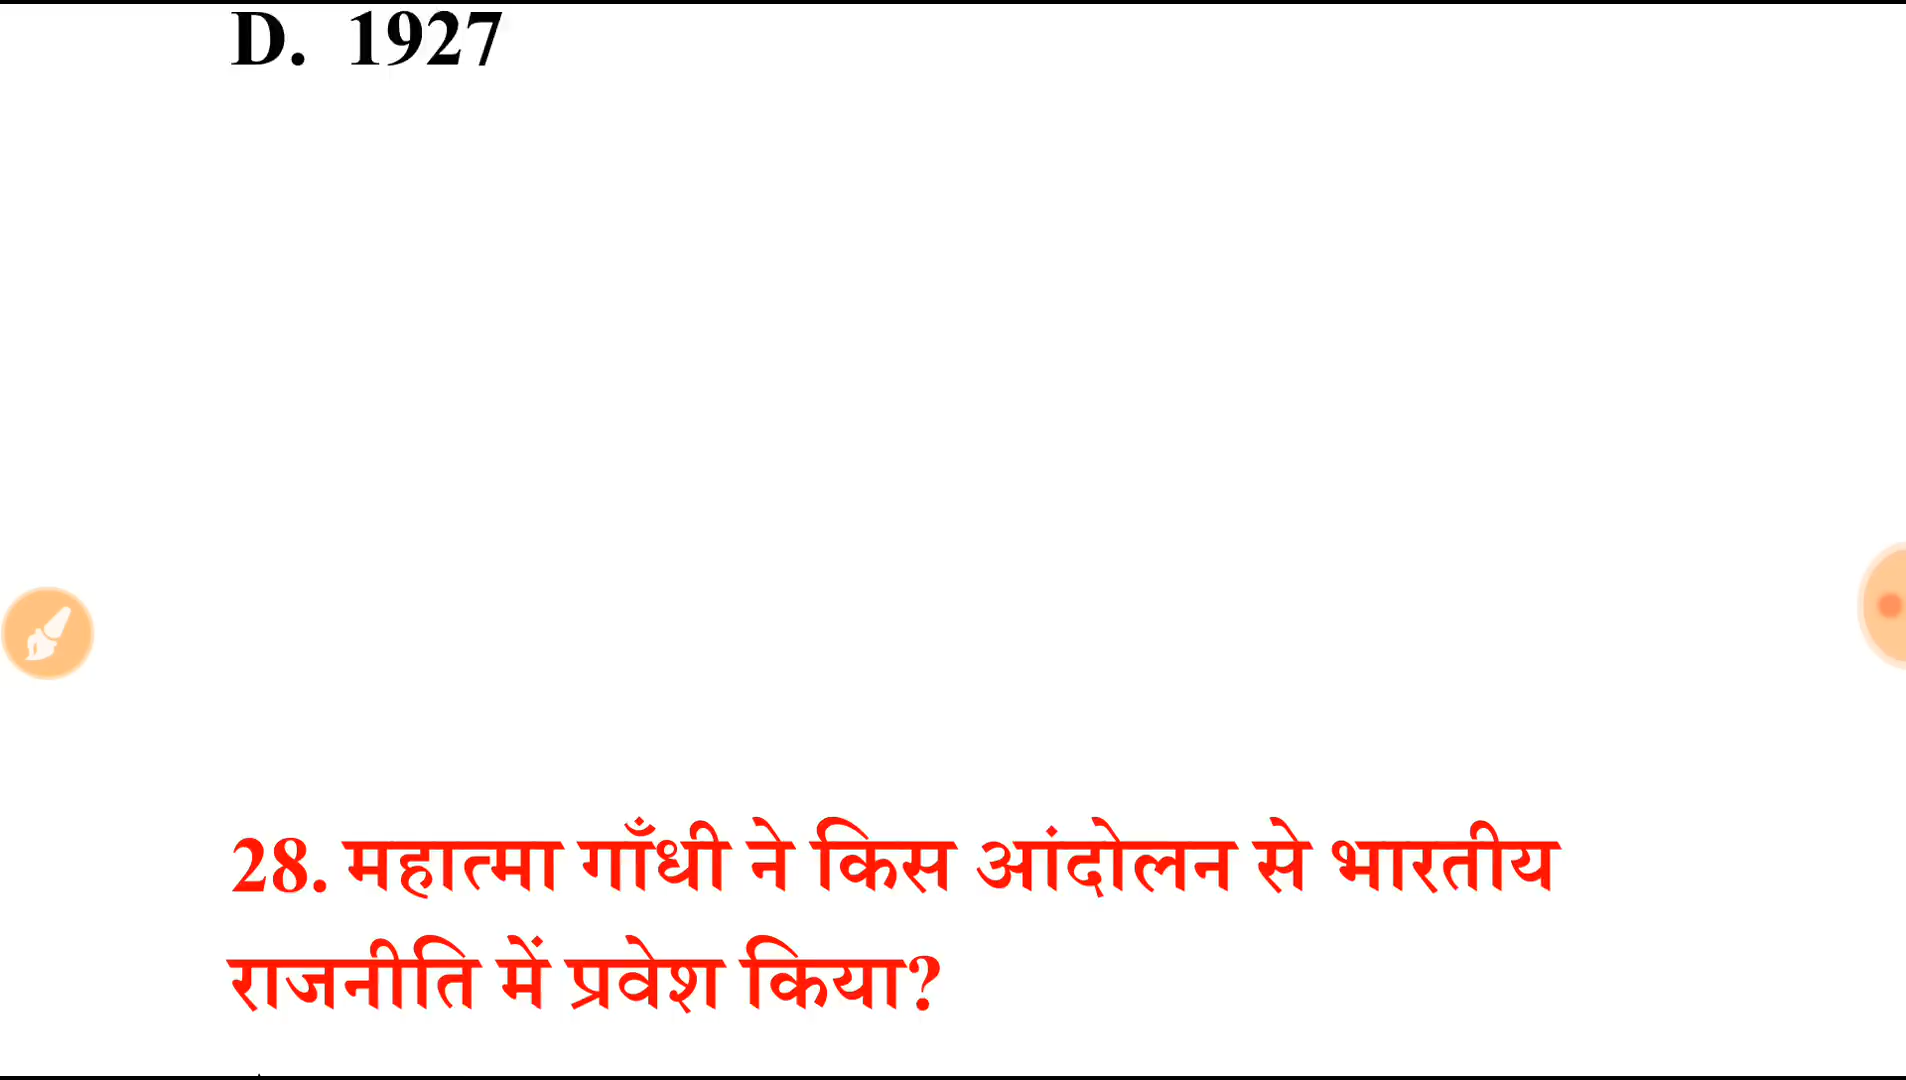 D. 1927
28. महात्मा गाँधी ने किस आंदोलन से भारतीय
राजनीति में प्रवेश किया?